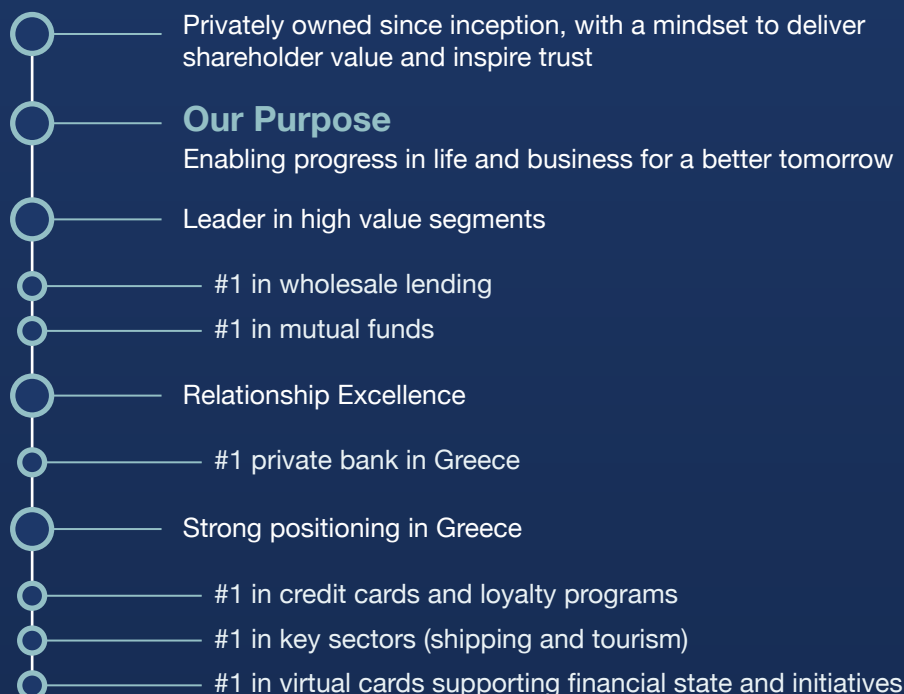 Privately owned since inception, with a mindset to deliver
shareholder value and inspire trust
Our Purpose
Enabling progress in life and business for a better tomorrow
Leader in high value segments
#1 in wholesale lending
#1 in mutual funds
Relationship Excellence
#1 private bank in Greece
Strong positioning in Greece
#1 in credit cards and loyalty programs
#1 in key sectors (shipping and tourism)
#1 in virtual cards supporting financial state and initiatives